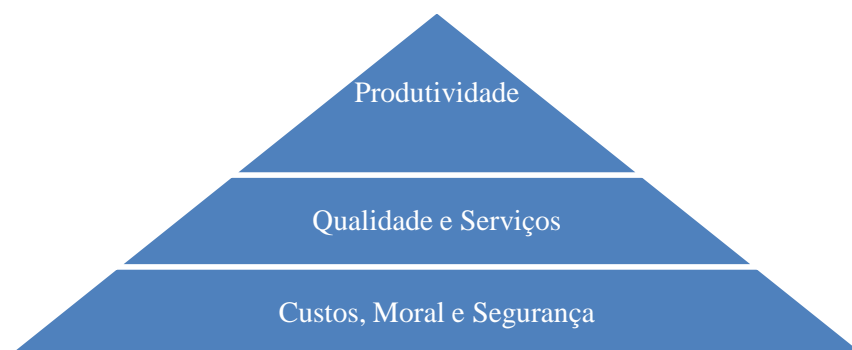 Produtividade
Qualidade e Serviços
Custos, Moral e Segurança